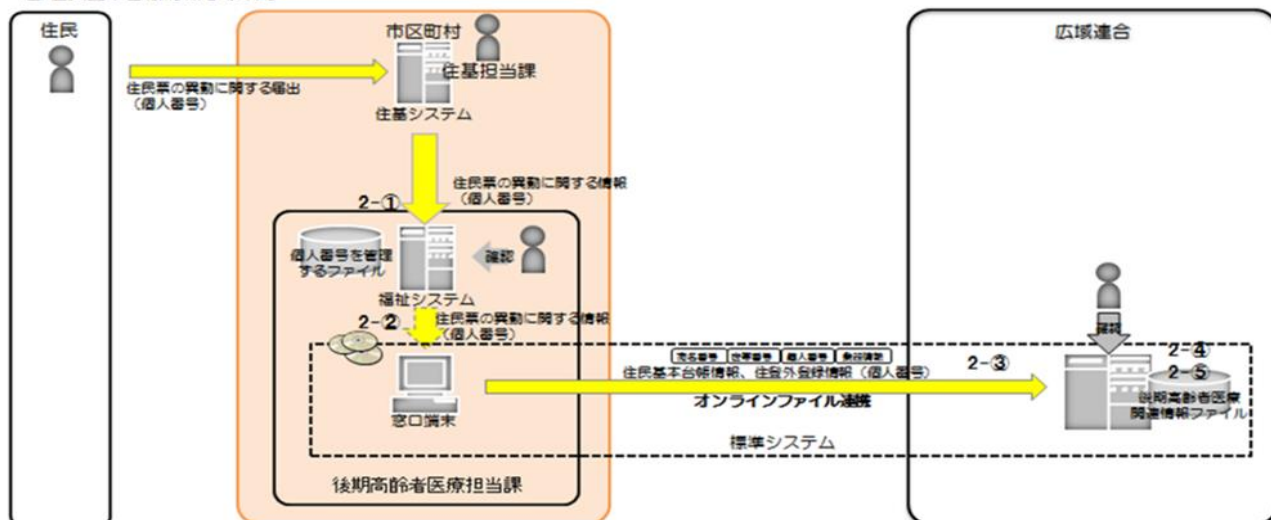 住民
市区町村
広域連合
住基担当課
住民票の異動に関する届出
(個人番号)
住基システム
住民票の異動に関する情報
(個人番号)
2-①
個人番号を管理
するファイル
確認
福祉システム
2-②
住民票の異動に関する情報
(個人番号)
確認
宛名番号 世帯番号 個人番号
2-③
2-④
住民基本台帳情報、住登外登録情報(個人番号)
2-⑤
オンラインファイル連携
後期高齢者医療
関連情報ファイル
窓口端末
標準システム
後期高齢者医療担当課